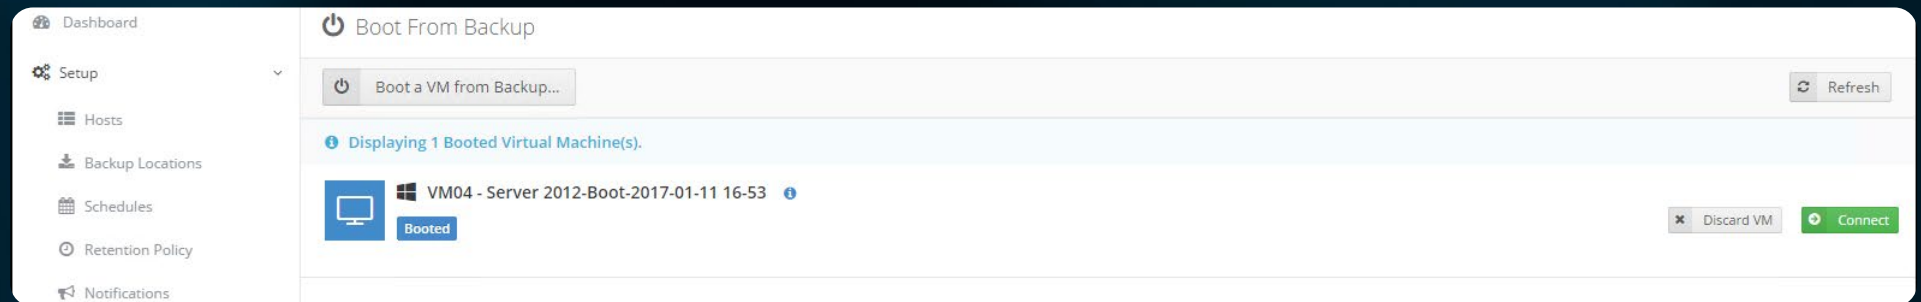 Dashboard
Setup
Hosts
Backup Locations
Schedules
Retention Policy
Notifications
Boot From Backup
Boot a VM from Backup...
Refresh
Displaying 1 Booted Virtual Machine(s).
VM04 - Server 2012-Boot-2017-01-11 16-53
Booted
Discard VM
Connect